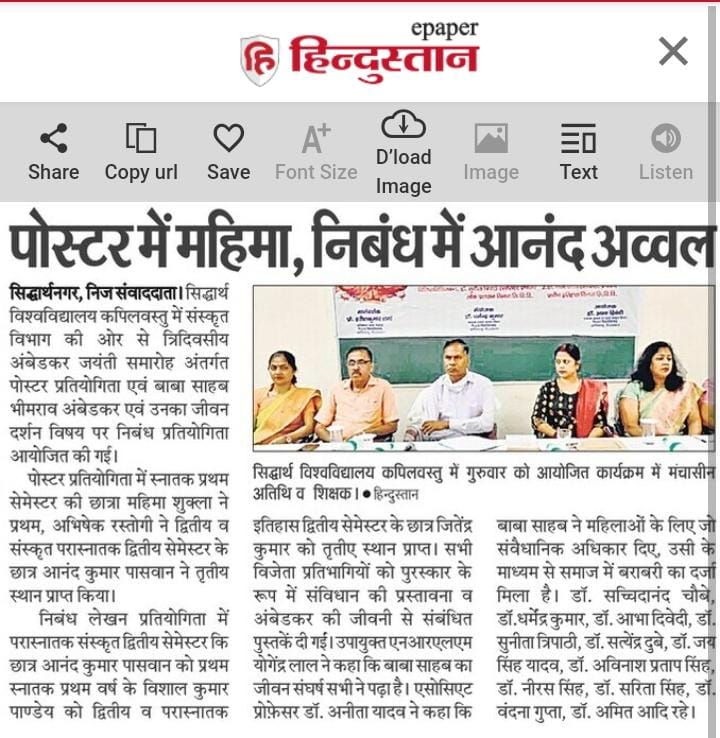 epaper
हि हिन्दुस्तान
Share
Copy url
Save
Font Size
D'load
Image
Image
Text
Listen
पोस्टर में महिमा, निबंध में आनंद अव्वल
सिद्धार्थनगर, निज संवाददाता। सिद्धार्थ
विश्वविद्यालय कपिलवस्तु में संस्कृत
विभाग की ओर से त्रिदिवसीय
अंबेडकर जयंती समारोह अंतर्गत
पोस्टर प्रतियोगिता एवं बाबा साहब
भीमराव अंबेडकर एवं उनका जीवन
दर्शन विषय पर निबंध प्रतियोगिता
आयोजित की गई।
पोस्टर प्रतियोगिता में स्नातक प्रथम
सेमेस्टर की छात्रा महिमा शुक्ला ने
प्रथम, अभिषेक रस्तोगी ने द्वितीय व
संस्कृत परास्नातक द्वितीय सेमेस्टर के
छात्र आनंद कुमार पासवान ने तृतीय
स्थान प्राप्त किया।
निबंध लेखन प्रतियोगिता में
परास्नातक संस्कृत द्वितीय सेमेस्टर कि
छात्र आनंद कुमार पासवान को प्रथम
स्नातक प्रथम वर्ष के विशाल कुमार
पाण्डेय को द्वितीय व परास्नातक
सिद्धार्थ विश्वविद्यालय कपिलवस्तु में गुरुवार को आयोजित कार्यक्रम में मंचासीन
अतिथि व शिक्षक। ● हिन्दुस्तान
इतिहास द्वितीय सेमेस्टर के छात्र जितेंद्र
कुमार को तृतीए स्थान प्राप्त। सभी
विजेता प्रतिभागियों को पुरस्कार के
रूप में संविधान की प्रस्तावना व
अंबेडकर की जीवनी से संबंधित
पुस्तकें दी गईं। उपायुक्त एनआरएलएम
योगेंद्र लाल ने कहा कि बाबा साहब का
जीवन संघर्ष सभी ने पढ़ा है। एसोसिएट
प्रोफ़ेसर डॉ. अनीता यादव ने कहा कि
बाबा साहब ने महिलाओं के लिए जो
संवैधानिक अधिकार दिए, उसी के
माध्यम से समाज में बराबरी का दर्जा
मिला है। डॉ. सच्चिदानंद चौबे,
डॉ.धर्मेंद्र कुमार, डॉ. आभा दिवेदी, डॉ.
सुनीता त्रिपाठी, डॉ. सत्येंद्र दुबे, डॉ. जय
सिंह यादव, डॉ. अविनाश प्रताप सिंह,
डॉ. नीरस सिंह, डॉ. सरिता सिंह, डॉ.
वंदना गुप्ता, डॉ. अमित आदि रहे।